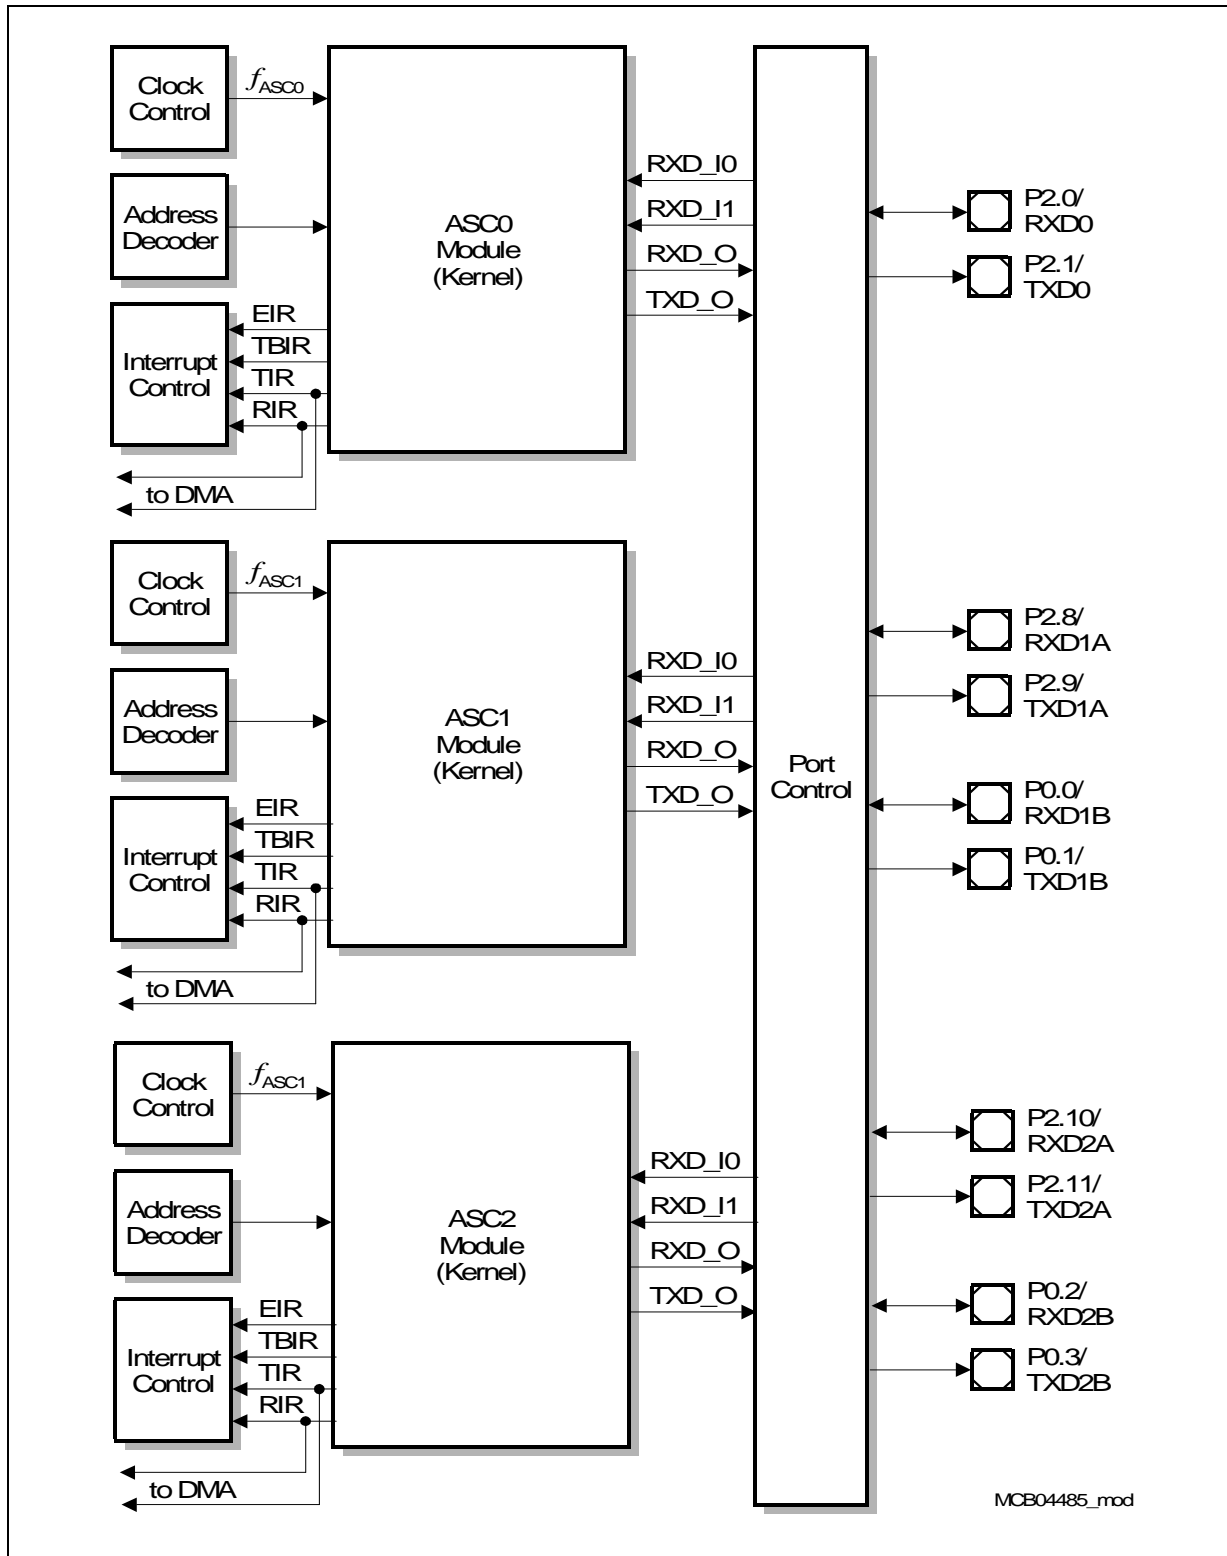 Clock
Control
fASC0
Address
Decoder
Interrupt
Control
EIR
TBIR
TIR
RIR
to DMA
ASC0
Module
(Kernel)
RXD_I0
RXD_I1
RXD_O
TXD_O
P2.0/
RXD0
P2.1/
TXD0
Clock
Control
fASC1
Address
Decoder
Interrupt
Control
EIR
TBIR
TIR
RIR
to DMA
ASC1
Module
(Kernel)
RXD_I0
RXD_I1
RXD_O
TXD_O
Port
Control
P2.8/
RXD1A
P2.9/
TXD1A
P0.0/
RXD1B
P0.1/
TXD1B
Clock
Control
fASC1
Address
Decoder
Interrupt
Control
EIR
TBIR
TIR
RIR
to DMA
ASC2
Module
(Kernel)
RXD_I0
RXD_I1
RXD_O
TXD_O
P2.10/
RXD2A
P2.11/
TXD2A
P0.2/
RXD2B
P0.3/
TXD2B
MCB04485_mod